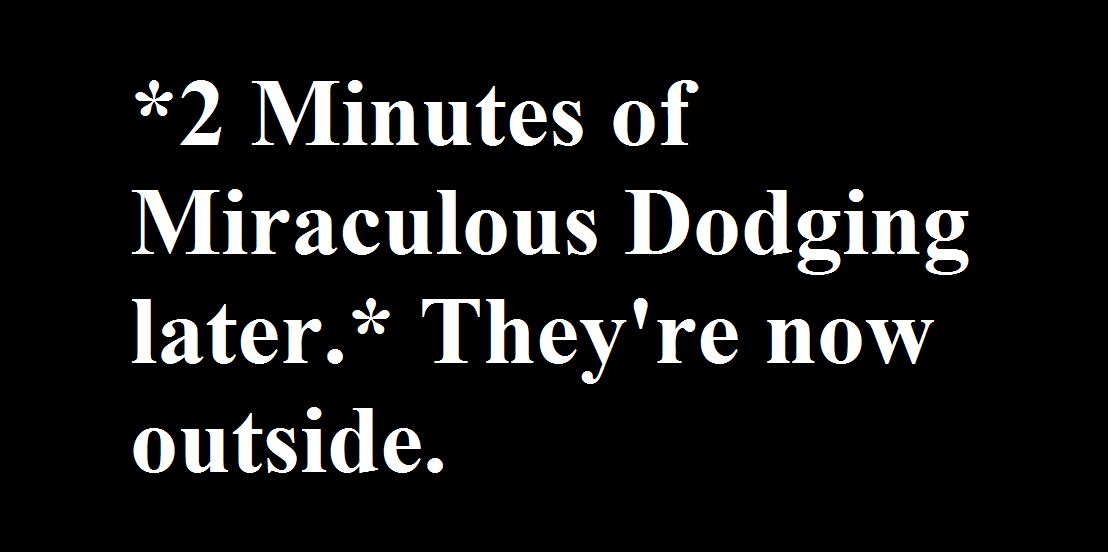 *2 Minutes of
Miraculous Dodging
later.* They're now
outside.